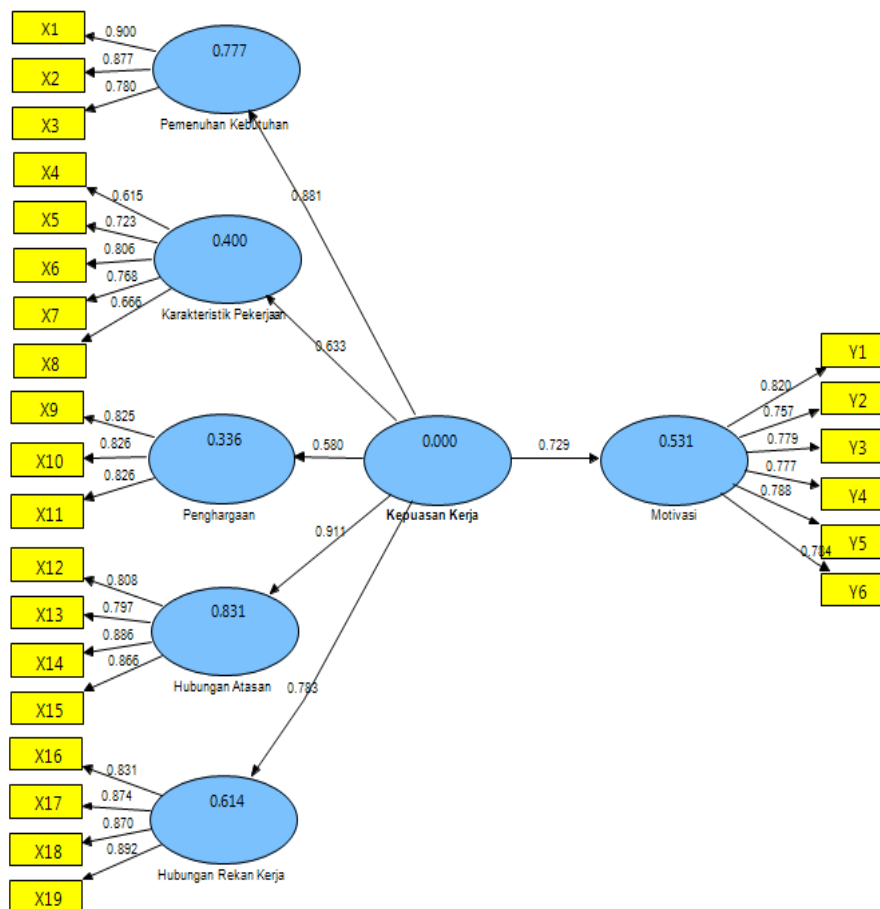 X1
0.900
0.777
X2
0.877
0.780
X3
Pemenuhan Kebutuhan
X4
0.615
0.881
X5
0.723
0.400
0.806
X6
0.768
X7
0.666
Karakteristik Pekerjaan
X8
0.633
Y1
X9
0.820
Y2
0.825
0.336
0.757
0.580
0.000
0.729
0.531
0.779
Y3
X10
0.826
0.777
Y4
0.826
0.788
X11
Penghargaan
Kepuasan Kerja
Motivasi
0.911
Y5
0.784
X12
0.808
0.831
Y6
X13
0.797
0.886
X14
0.866
Hubungan Atasan
0.783
X15
X16
0.831
0.614
X17
0.874
0.870
X18
0.892
Hubungan Rekan Kerja
X19